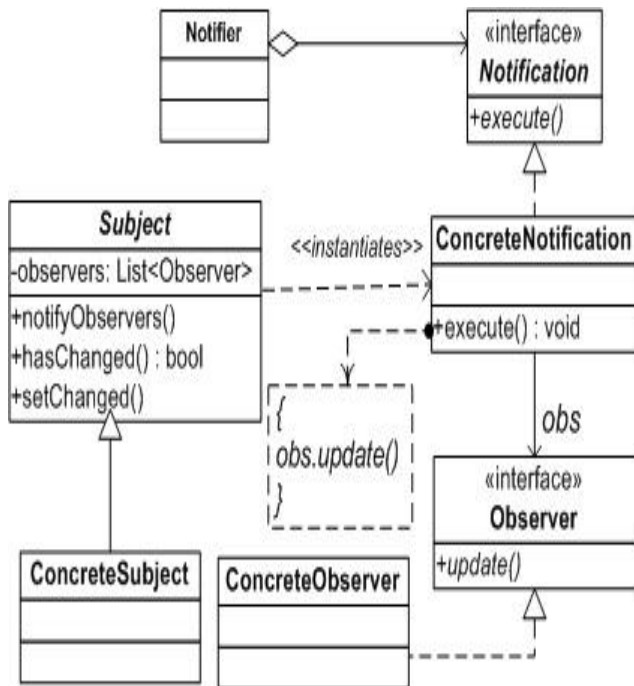 Notifier
«interface»
Notification
+execute()
Subject
-observers: List<Observer>
+notifyObservers()
+hasChanged() : bool
+setChanged()
<<instantiates>>
ConcreteNotification
+execute() : void
{
obs.update()
}
obs
«interface»
Observer
+update()
ConcreteSubject
ConcreteObserver